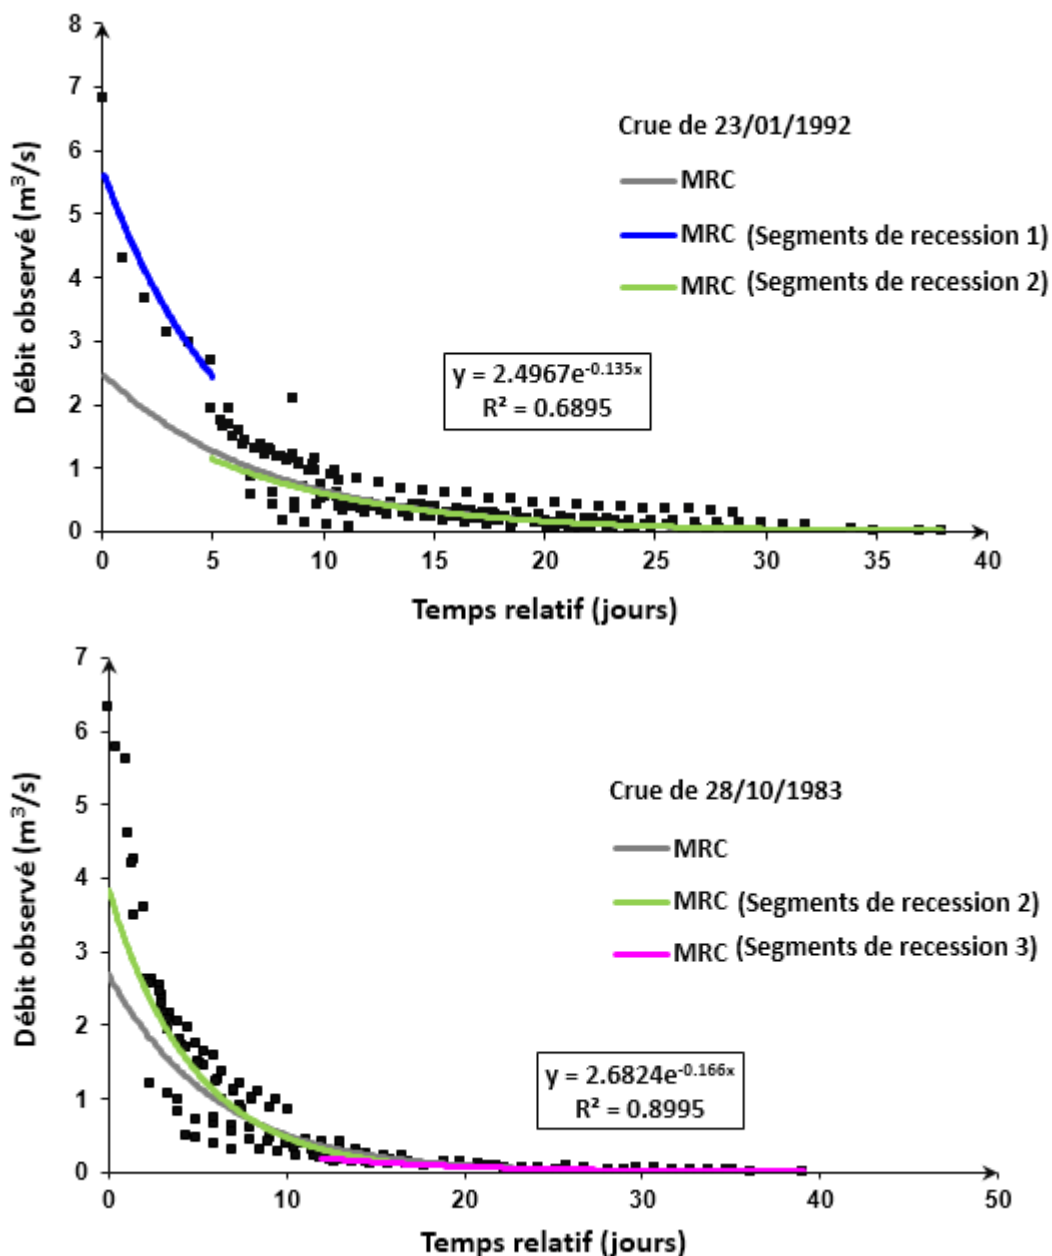 8
7
6
5
4
3
2
1
0
Débit observé (m³/s)
Crue de 23/01/1992
MRC
MRC (Segments de recession 1)
MRC (Segments de recession 2)
y = 2.4967e^-0.135x
R² = 0.6895
0 5 10 15 20 25 30 35 40
Temps relatif (jours)
7
6
5
4
3
2
1
0
Débit observé (m³/s)
Crue de 28/10/1983
MRC
MRC (Segments de recession 2)
MRC (Segments de recession 3)
y = 2.6824e^-0.166x
R² = 0.8995
0 10 20 30 40 50
Temps relatif (jours)